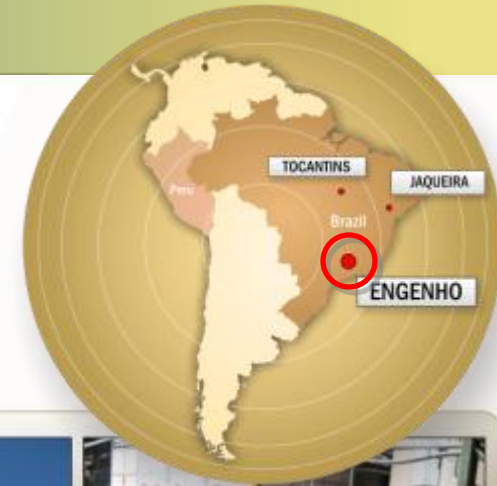 TOCANTINS
JAQUEIRA
Peru
Brazil
ENGENHO